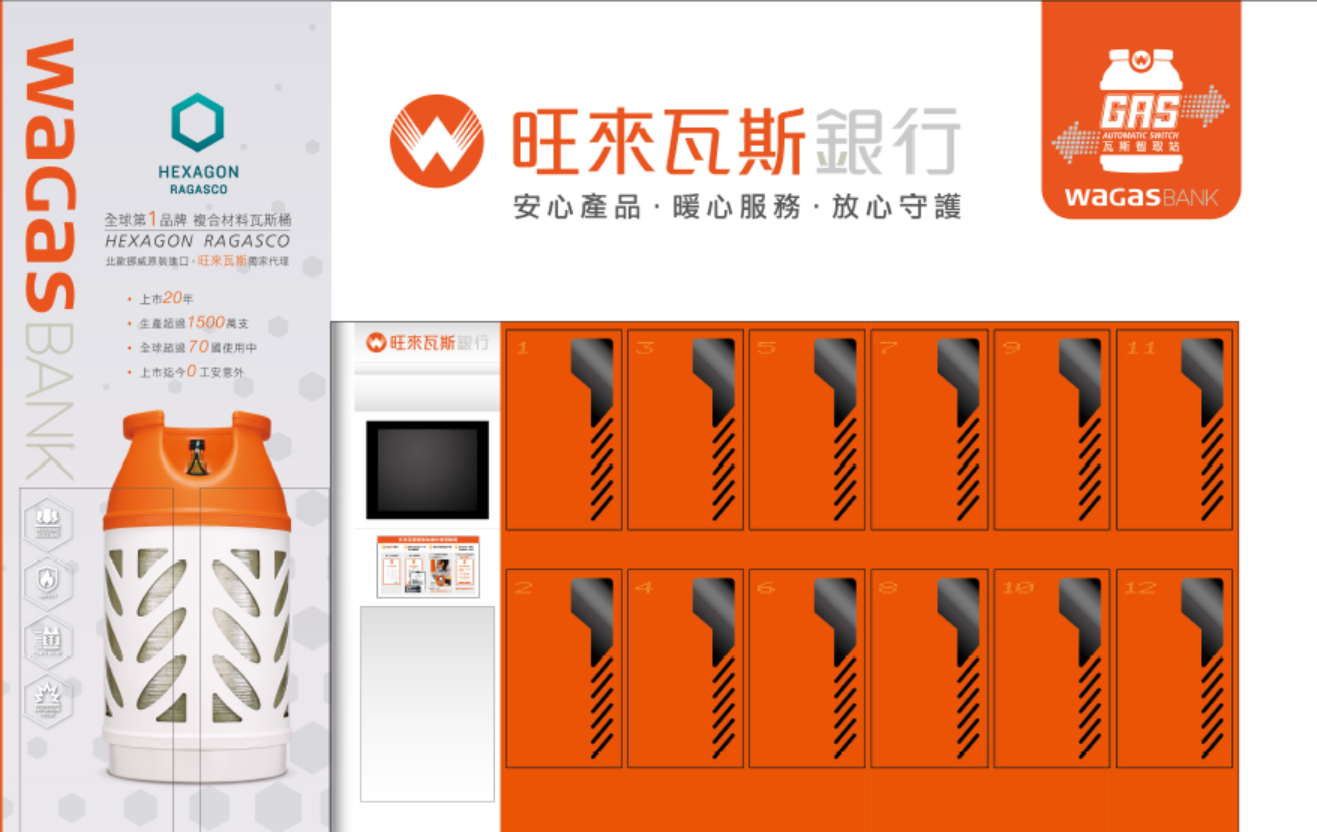 waGas BANK
HEXAGON
RAGASCO
全球第1品牌 複合材料瓦斯桶
HEXAGON RAGASCO
北歐挪威原裝進口，旺來瓦斯獨家代理
• 上市20年
• 生產超過1500萬支
• 全球超過70國使用中
• 上市迄今0工安意外
旺來瓦斯銀行
安心產品·暖心服務·放心守護
GAS
AUTOMATIC SWITCH
瓦斯智取站
waGasBANK
旺來瓦斯銀行
1 3 5 7 9 11
2 4 6 8 10 12